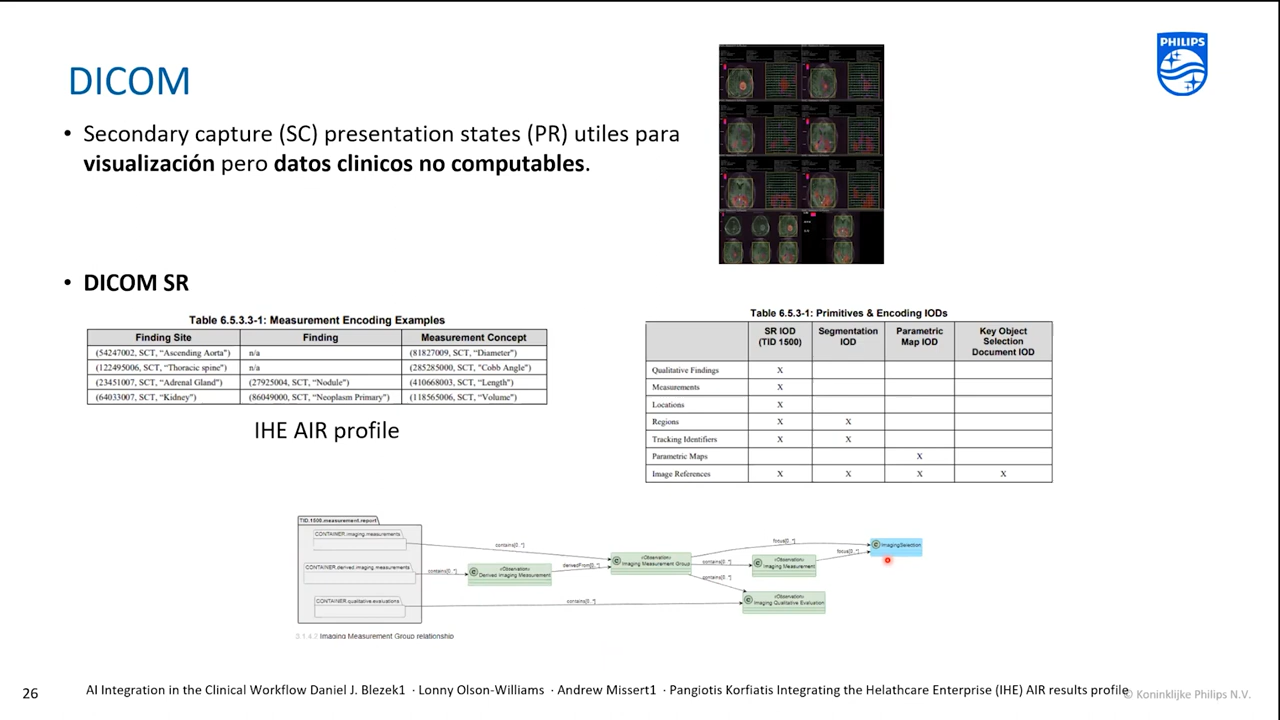 PHILIPS
DICOM
• Secondary capture (SC) presentation states (PR) utiles para
visualización pero datos clinicos no computables.
• DICOM SR
Table 6.5.3.3-1: Measurement Encoding Examples
Finding Site Finding Measurement Concept
(54247002, SCT, "Ascending Aorta") n/a (81827009, SCT, "Diameter")
(122495006, SCT, "Thoracic spine") n/a (285285000, SCT, "Cobb Angle")
(23451007, SCT, "Adrenal Gland") (27925004, SCT, "Nodule") (410668003, SCT, "Length")
(64033007, SCT, "Kidney") (86049000, SCT, "Neoplasm Primary") (118565006, SCT, "Volume")
IHE AIR profile
Table 6.5.3-1: Primitives & Encoding IODs
SR IOD (TID 1500) Segmentation IOD Parametric Map IOD Key Object Selection Document IOD
Qualitative Findings X
Measurements X
Locations X
Regions X X
Tracking Identifiers X X
Parametric Maps X
Image References X X X X
TID.1500.measurement.report
CONTAINER.imaging.measurements
CONTAINER.derived.imaging.measurements
CONTAINER.qualitative.evaluations
contains[0..*]
contains[0..*]
contains[0..*]
«Observation»
Derived Imaging Measurement
derivedFrom[0..*]
«Observation»
Imaging Measurement Group
focus[0..*]
contains[0..*]
contains[0..*]
«Observation»
Imaging Measurement
focus[0..*]
ImagingSelection
«Observation»
Imaging Qualitative Evaluation
3.1.4.2 Imaging Measurement Group relationship
26
AI Integration in the Clinical Workflow Daniel J. Blezek1 · Lonny Olson-Williams · Andrew Missert1 · Pangiotis Korfiatis Integrating the Helathcare Enterprise (IHE) AIR results profile
© Koninklijke Philips N.V.